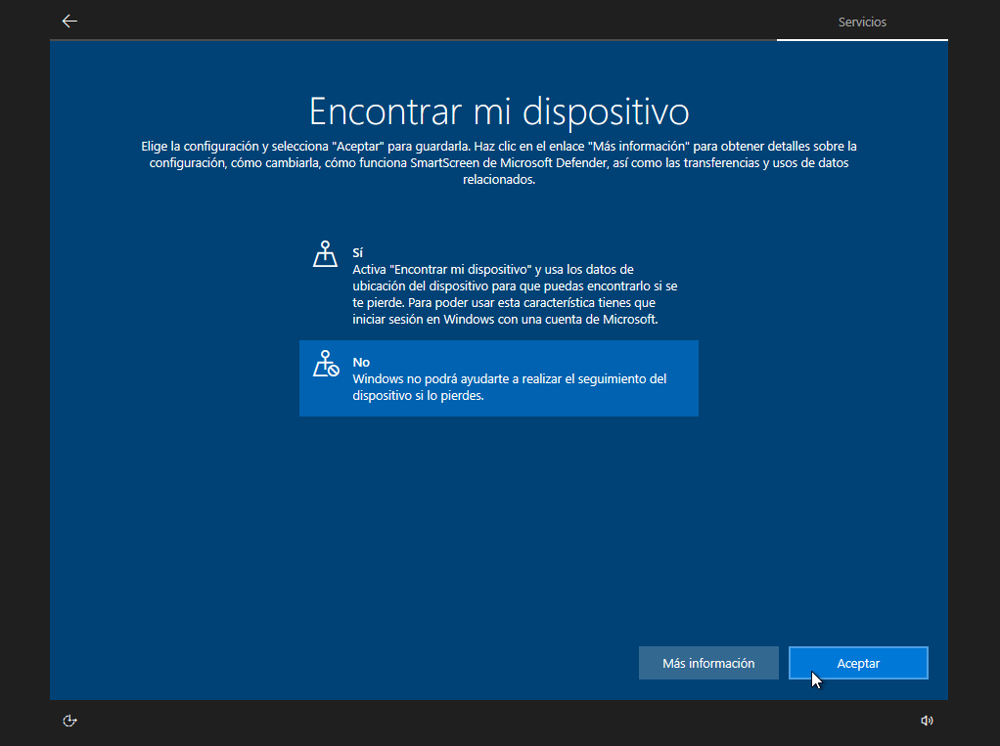 Servicios
Encontrar mi dispositivo
Elige la configuración y selecciona "Aceptar" para guardarla. Haz clic en el enlace "Más información" para obtener detalles sobre la
configuración, cómo cambiarla, cómo funciona SmartScreen de Microsoft Defender, así como las transferencias y usos de datos
relacionados.
Sí
Activa "Encontrar mi dispositivo" y usa los datos de
ubicación del dispositivo para que puedas encontrarlo si se
te pierde. Para poder usar esta característica tienes que
iniciar sesión en Windows con una cuenta de Microsoft.
No
Windows no podrá ayudarte a realizar el seguimiento del
dispositivo si lo pierdes.
Más información
Aceptar